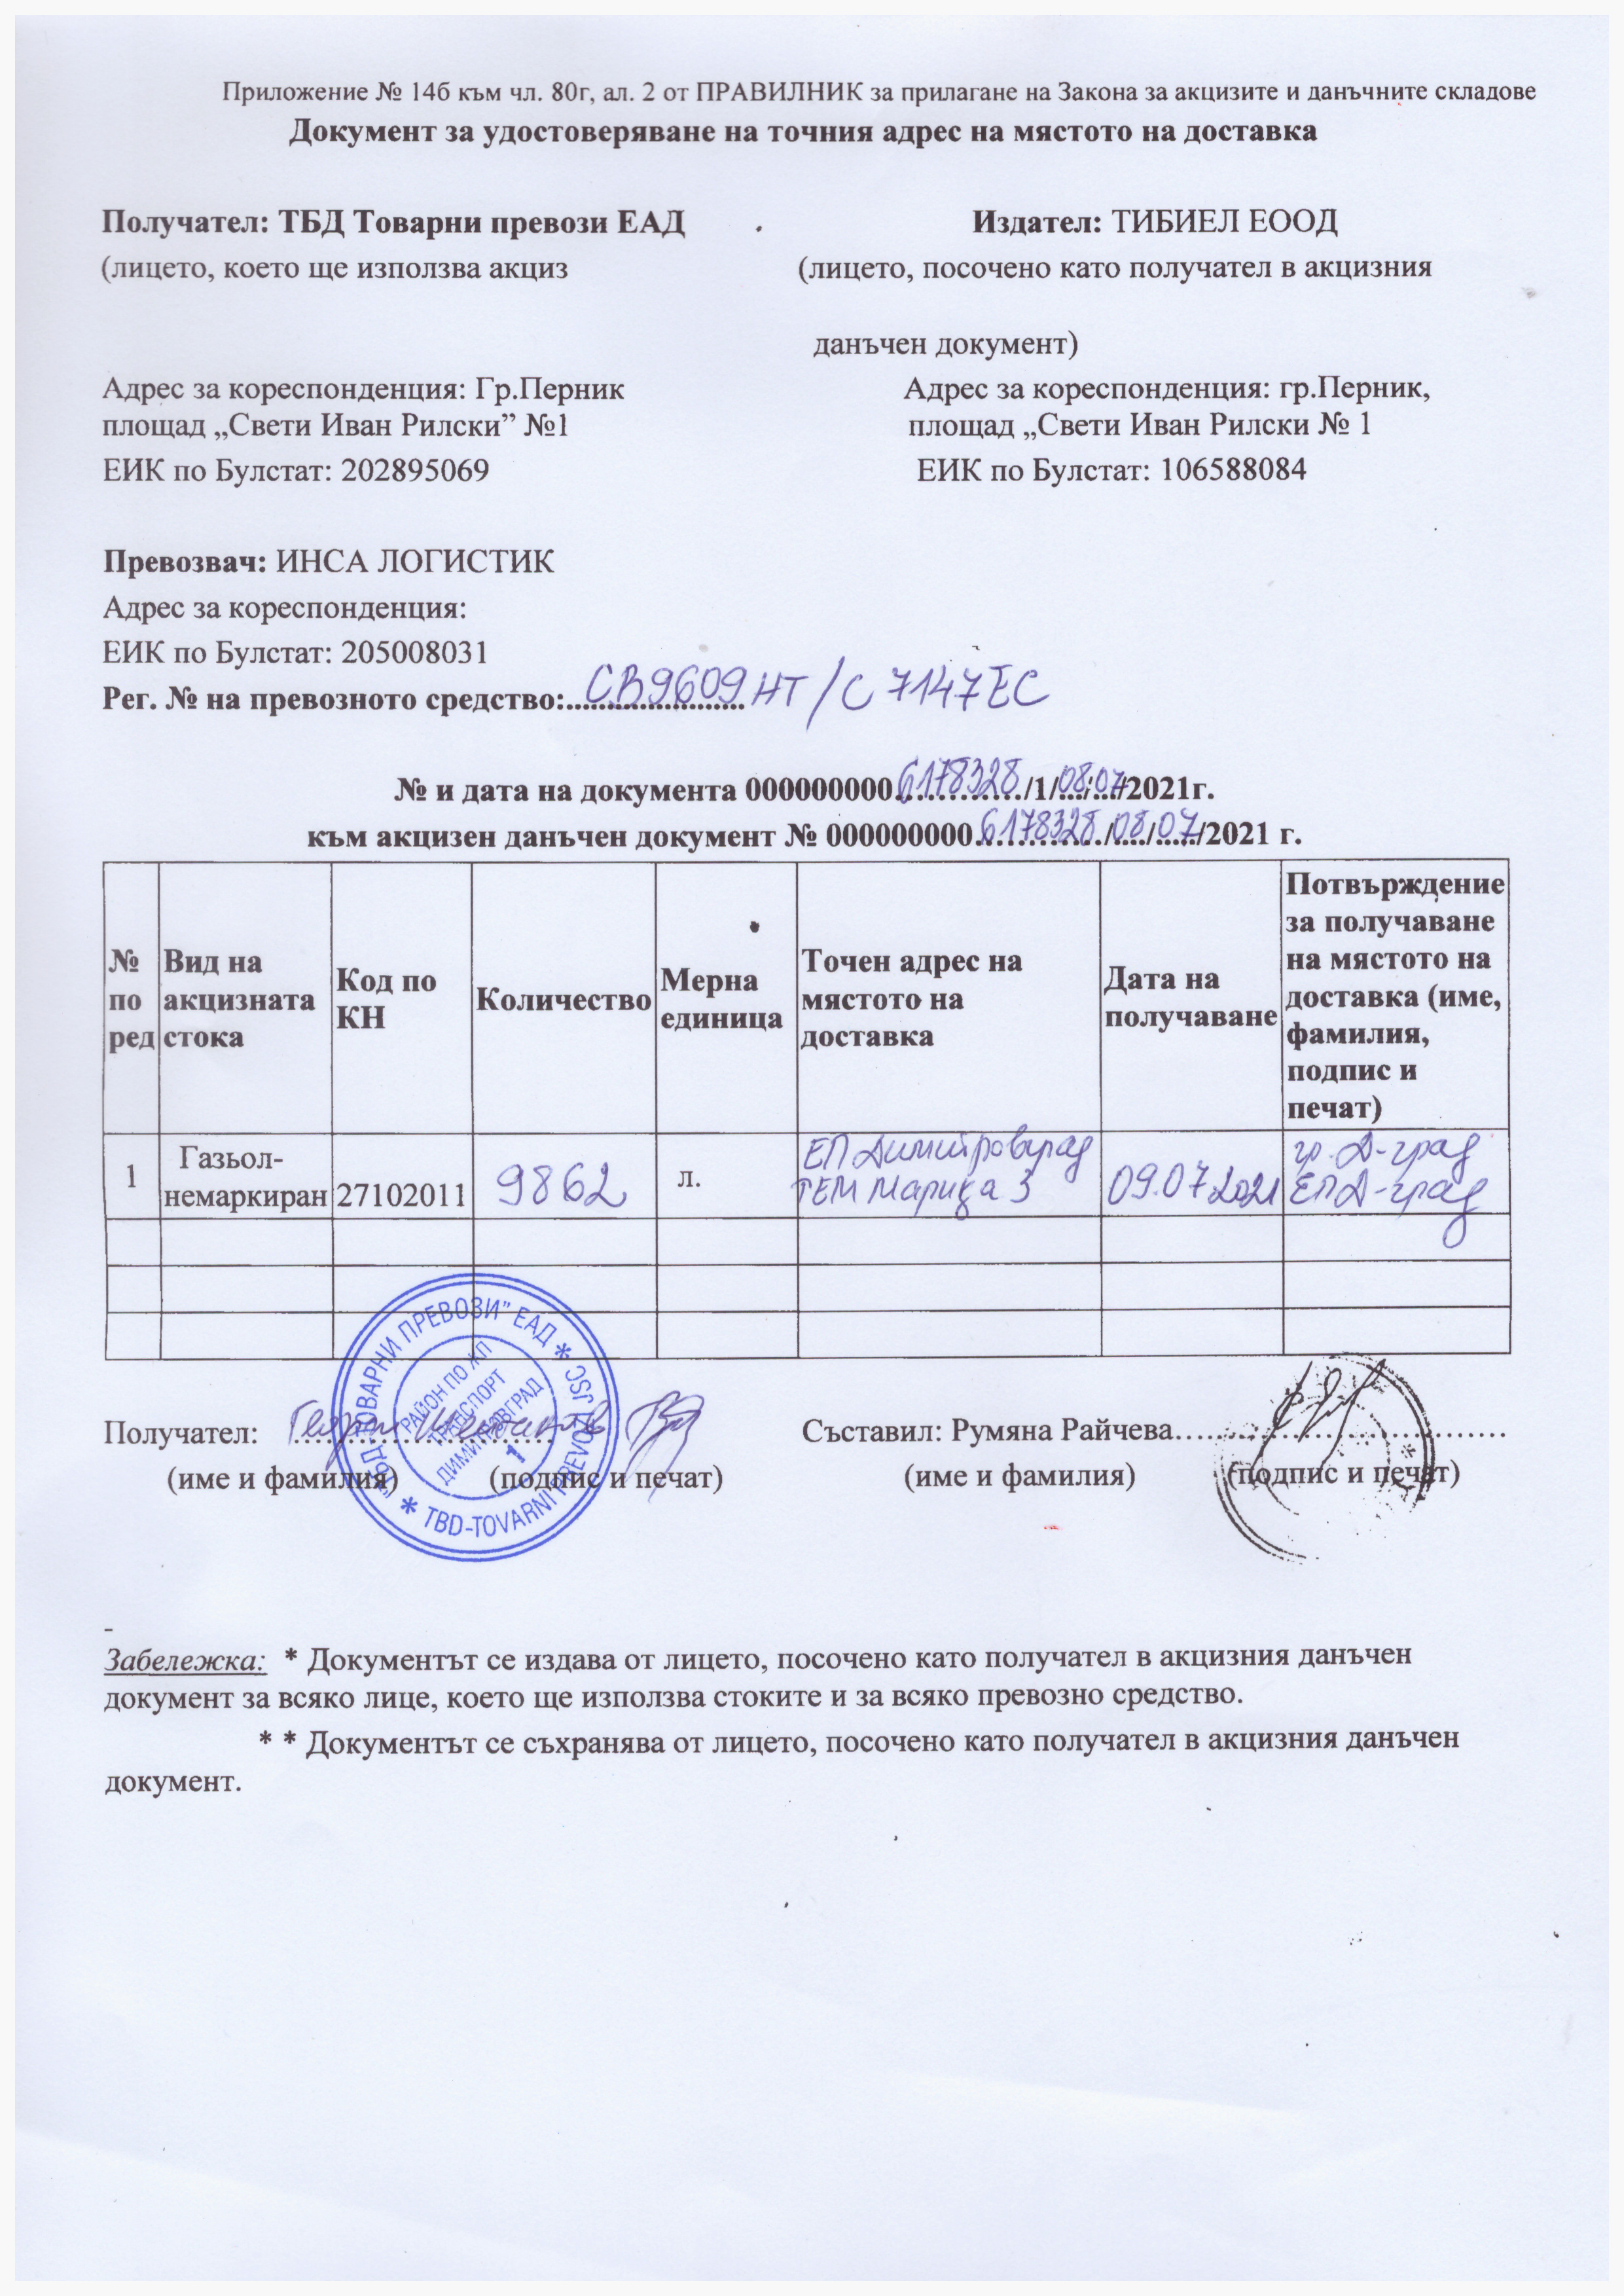 Приложение № 14б към чл. 80г, ал. 2 от ПРАВИЛНИК за прилагане на Закона за акцизите и данъчните складове
Документ за удостоверяване на точния адрес на мястото на доставка
Получател: ТБД Товарни превози ЕАД Издател: ТИБИЕЛ ЕООД
(лицето, което ще използва акциз (лицето, посочено като получател в акцизния
данъчен документ)
Адрес за кореспонденция: Гр.Перник Адрес за кореспонденция: гр.Перник,
площад „Свети Иван Рилски” №1 площад „Свети Иван Рилски № 1
ЕИК по Булстат: 202895069 ЕИК по Булстат: 106588084
Превозвач: ИНСА ЛОГИСТИК
Адрес за кореспонденция:
ЕИК по Булстат: 205008031
Рег. № на превозното средство: СВ9609НТ/С7147ЕС
№ и дата на документа 000000000 6178328/1/08/07/2021г.
към акцизен данъчен документ № 000000000 6178328/08/07/2021 г.
№ по ред
Вид на акцизната стока
Код по КН
Количество
Мерна единица
Точен адрес на мястото на доставка
Дата на получаване
Потвърждение за получаване на мястото на доставка (име, фамилия, подпис и печат)
1 Газьол-немаркиран 27102011 9862 л. ЕП Димитровград ТЕМ Марица 3 09.07.2021 гр. Д-град ЕП Д-град
Получател: Съставил: Румяна Райчева
(име и фамилия) (подпис и печат) (име и фамилия) (подпис и печат)
"ТБД-ТОВАРНИ ПРЕВОЗИ" ЕАД * TBD-TOVARNI PREVOZI JSC *
РАЙОН ПО ЖП ТРАНСПОРТ ДИМИТРОВГРАД
1
Забележка: * Документът се издава от лицето, посочено като получател в акцизния данъчен
документ за всяко лице, което ще използва стоките и за всяко превозно средство.
* * Документът се съхранява от лицето, посочено като получател в акцизния данъчен
документ.